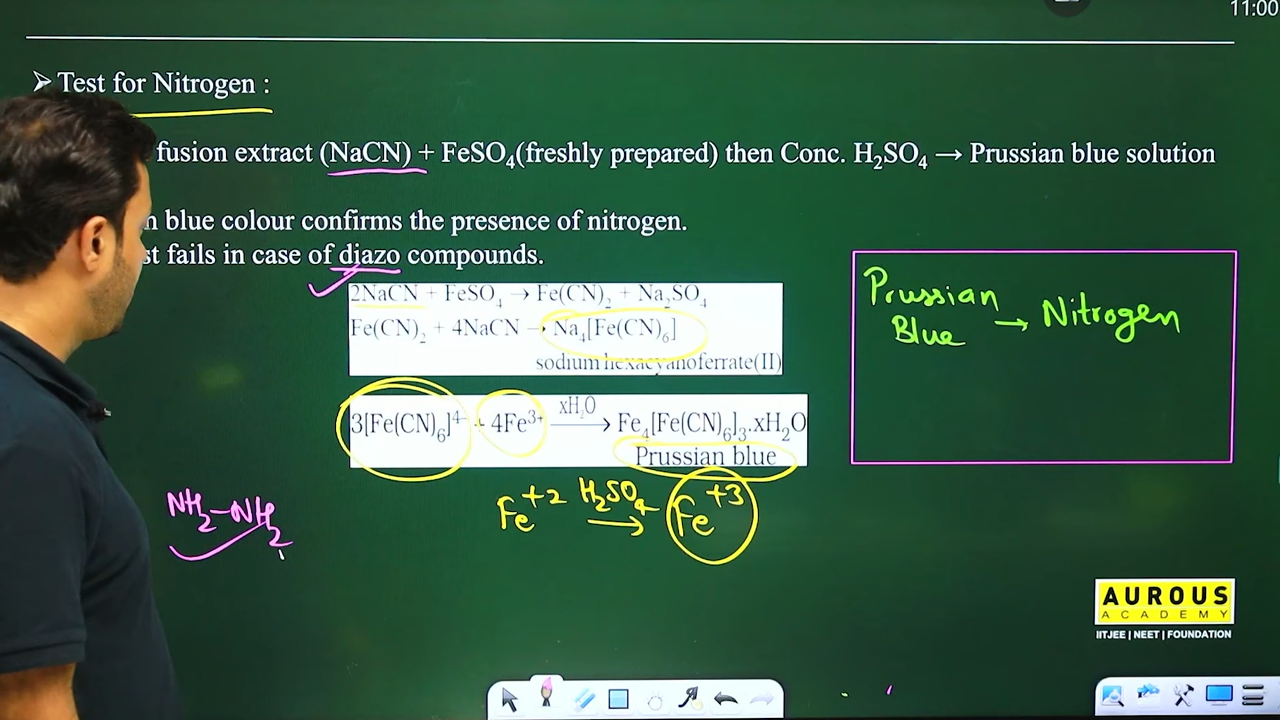 11:00
➤ Test for Nitrogen :
fusion extract (NaCN) + FeSO₄(freshly prepared) then Conc. H₂SO₄ → Prussian blue solution
blue colour confirms the presence of nitrogen.
fails in case of diazo compounds.
2NaCN + FeSO₄ → Fe(CN)₂ + Na₂SO₄
Fe(CN)₂ + 4NaCN → Na₄[Fe(CN)₆]
sodium hexacyanoferrate(II)
3[Fe(CN)₆]⁴⁻ + 4Fe³⁺ xH₂O → Fe₄[Fe(CN)₆]₃.xH₂O
Prussian blue
Prussian Blue → Nitrogen
NH₂-NH₂
Fe⁺² H₂SO₄ → Fe⁺³
AUROUS
ACADEMY
IITJEE | NEET | FOUNDATION